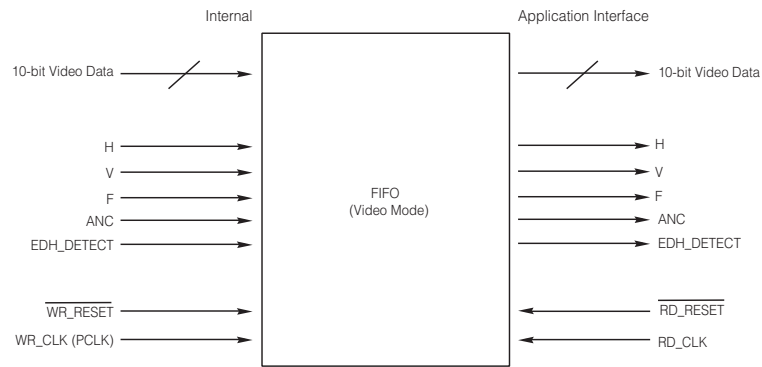 Internal
Application Interface
10-bit Video Data
10-bit Video Data
H
H
V
V
F
F
ANC
ANC
EDH_DETECT
EDH_DETECT
FIFO
(Video Mode)
WR_RESET
RD_RESET
WR_CLK (PCLK)
RD_CLK